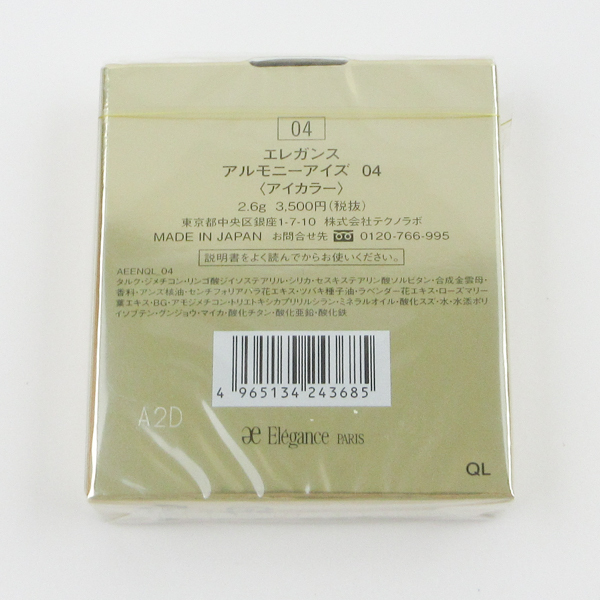 04
エレガンス
アルモニーアイズ 04
〈アイカラー〉
2.6g 3,500円(税抜)
東京都中央区銀座1-7-10 株式会社テクノラボ
MADE IN JAPAN お問合せ先 0120-766-995
説明書をよく読んでからお使いください。
AEENQL_04
タルク・ジメチコン・リンゴ酸ジイソステアリル・シリカ・セスキステアリン酸ソルビタン・合成金雲母・
香料・アンズ核油・センチフォリアバラ花エキス・ツバキ種子油・ラベンダー花エキス・ローズマリー
葉エキス・BG・アモジメチコン・トリエトキシカプリリルシラン・ミネラルオイル・酸化スズ・水・水添ポリ
イソブテン・グンジョウ・マイカ・酸化チタン・酸化亜鉛・酸化鉄
4 965134 243685
A2D
æ Elégance PARIS
QL